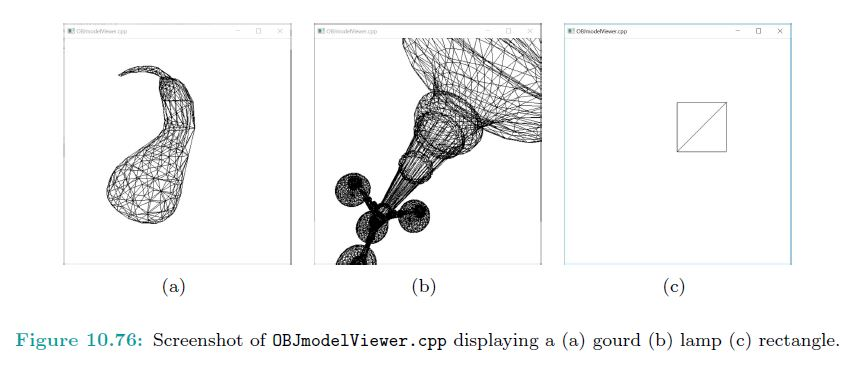 OBJmodelViewer.cpp
OBJmodelViewer.cpp
OBJmodelViewer.cpp
(a)
(b)
(c)
Figure 10.76: Screenshot of OBJmodelViewer.cpp displaying a (a) gourd (b) lamp (c) rectangle.